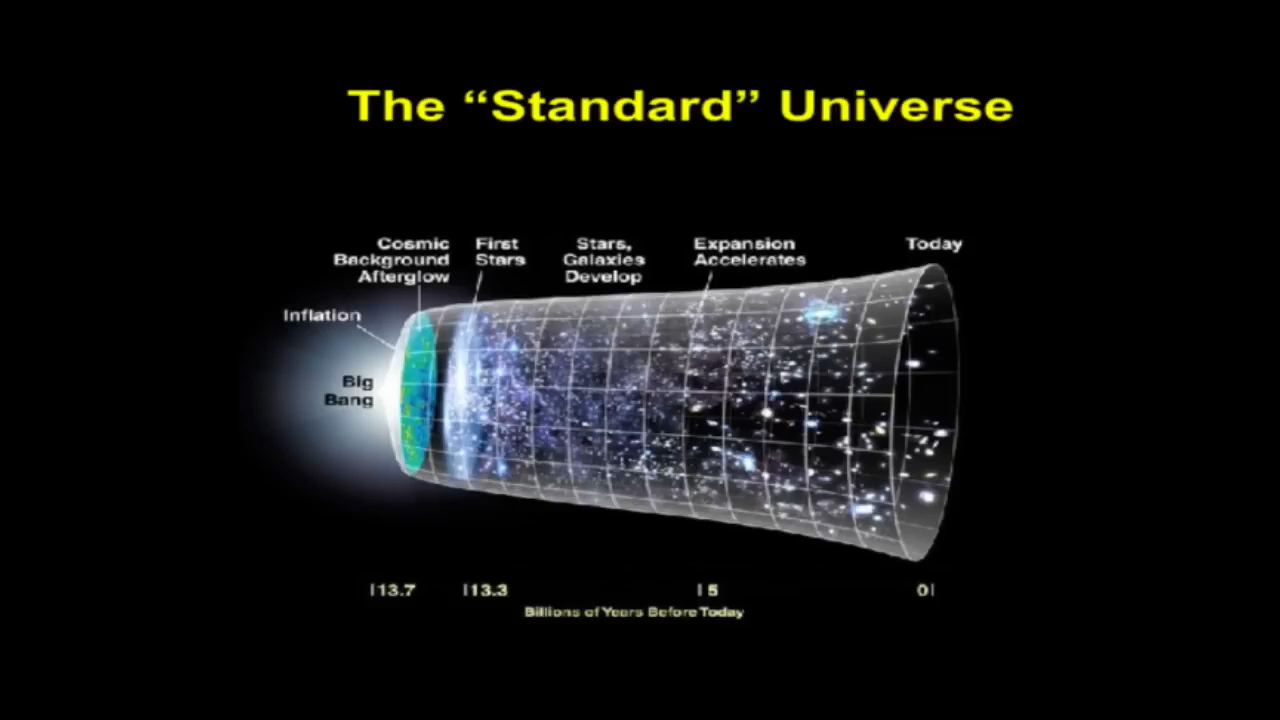 The “Standard” Universe
Cosmic
Background
Afterglow
First
Stars
Stars,
Galaxies
Develop
Expansion
Accelerates
Today
Inflation
Big
Bang
13.7
13.3
5
0
Billions of Years Before Today